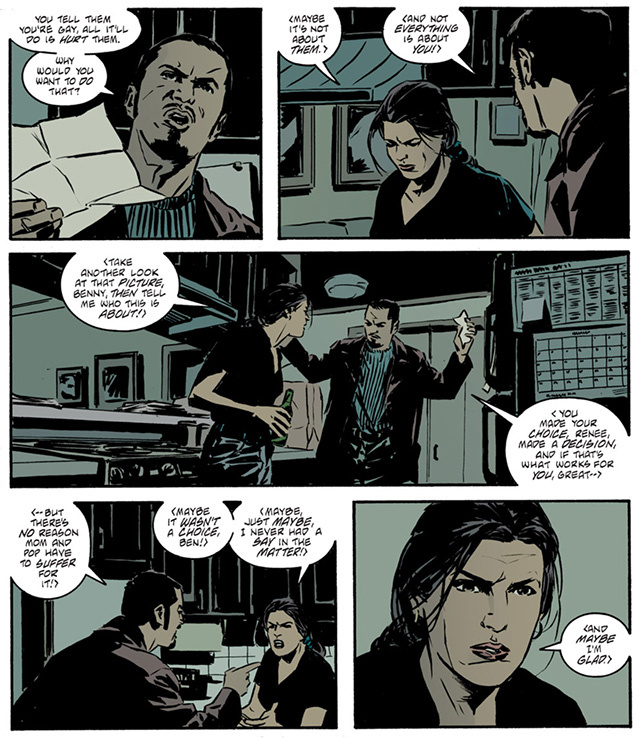 YOU TELL THEM
YOU'RE GAY, ALL IT'LL
DO IS HURT THEM.
WHY
WOULD YOU
WANT TO DO
THAT?
<MAYBE
IT'S NOT
ABOUT
THEM.>
<AND NOT
EVERYTHING
IS ABOUT
YOU!>
<TAKE
ANOTHER LOOK
AT THAT PICTURE,
BENNY, THEN TELL
ME WHO THIS IS
ABOUT!>
<YOU
MADE YOUR
CHOICE, RENEE,
MADE A DECISION,
AND IF THAT'S
WHAT WORKS FOR
YOU, GREAT-->
<--BUT
THERE'S
NO REASON
MOM AND
POP HAVE
TO SUFFER
FOR
IT!>
<MAYBE
IT WASN'T
A CHOICE,
BEN!>
<MAYBE,
JUST MAYBE,
I NEVER HAD A
SAY IN THE
MATTER!>
<AND
MAYBE
I'M
GLAD.>